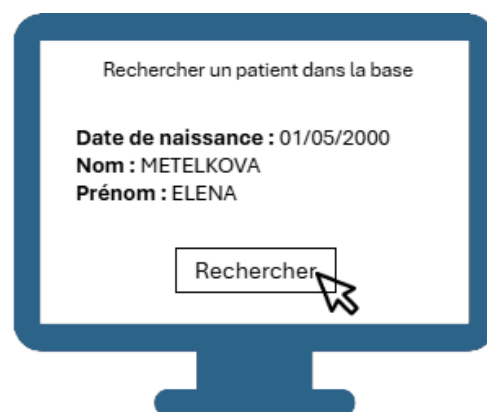 Rechercher un patient dans la base
Date de naissance : 01/05/2000
Nom : METELKOVA
Prénom : ELENA
Rechercher